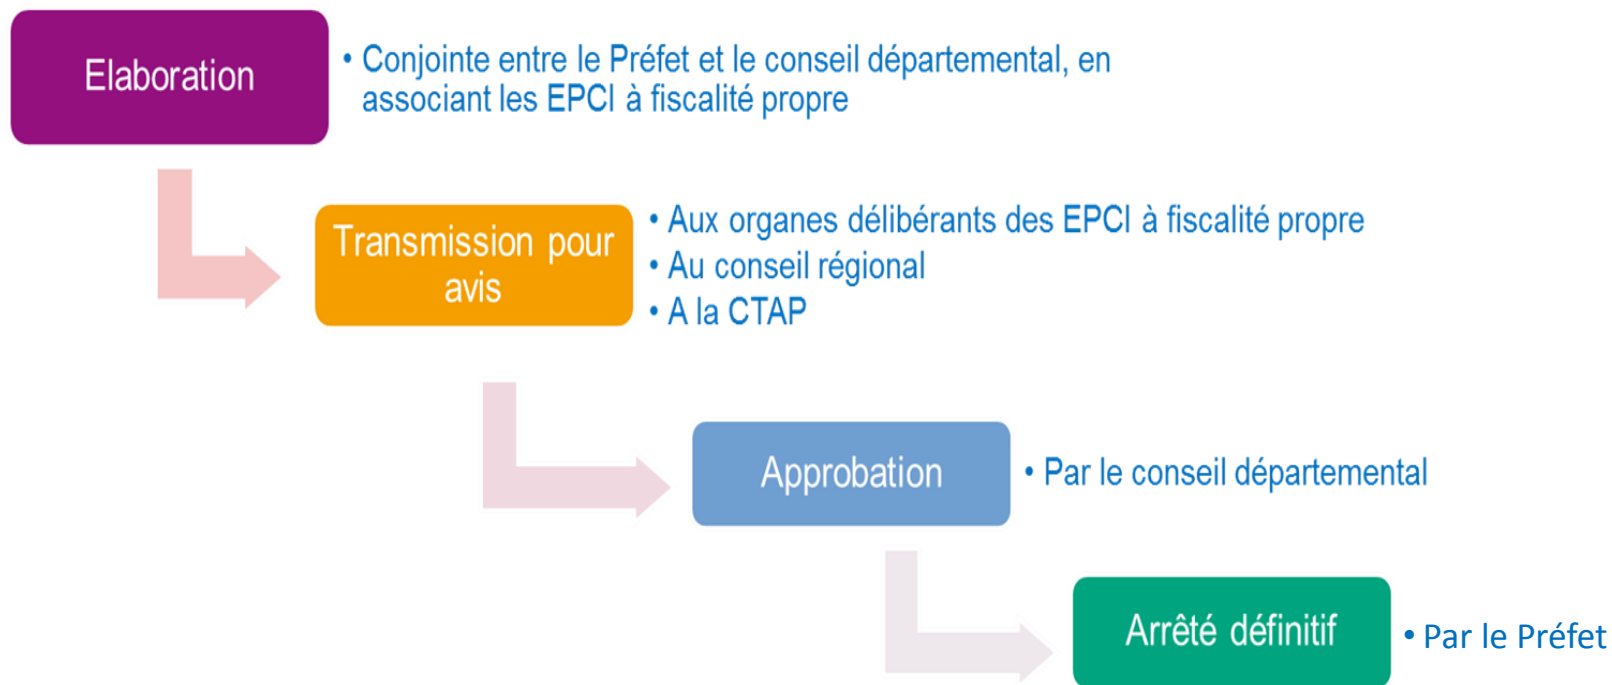 Elaboration
• Conjointe entre le Préfet et le conseil départemental, en
associant les EPCI à fiscalité propre
Transmission pour
avis
• Aux organes délibérants des EPCI à fiscalité propre
• Au conseil régional
• A la CTAP
Approbation
• Par le conseil départemental
Arrêté définitif
• Par le Préfet